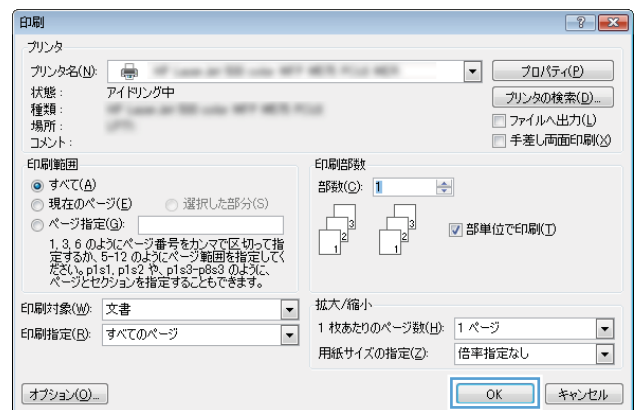 印刷
プリンタ
プリンタ名(N):
プロパティ(P)
状態： アイドリング中
プリンタの検索(D)...
種類：
場所：
ファイルへ出力(L)
コメント：
手差し両面印刷(X)
印刷範囲
すべて(A)
現在のページ(E) 選択した部分(S)
ページ指定(G):
1, 3, 6 のようにページ番号をカンマで区切って指
定するか、5-12 のようにページ範囲を指定してく
ださい。p1s1, p1s2 や、p1s3-p8s3 のように、
ページとセクションを指定することもできます。
印刷部数
部数(C): 1
1 2 3
1 2 3
部単位で印刷(T)
印刷対象(W): 文書
印刷指定(R): すべてのページ
拡大/縮小
1 枚あたりのページ数(H): 1 ページ
用紙サイズの指定(Z): 倍率指定なし
オプション(O)...
OK キャンセル